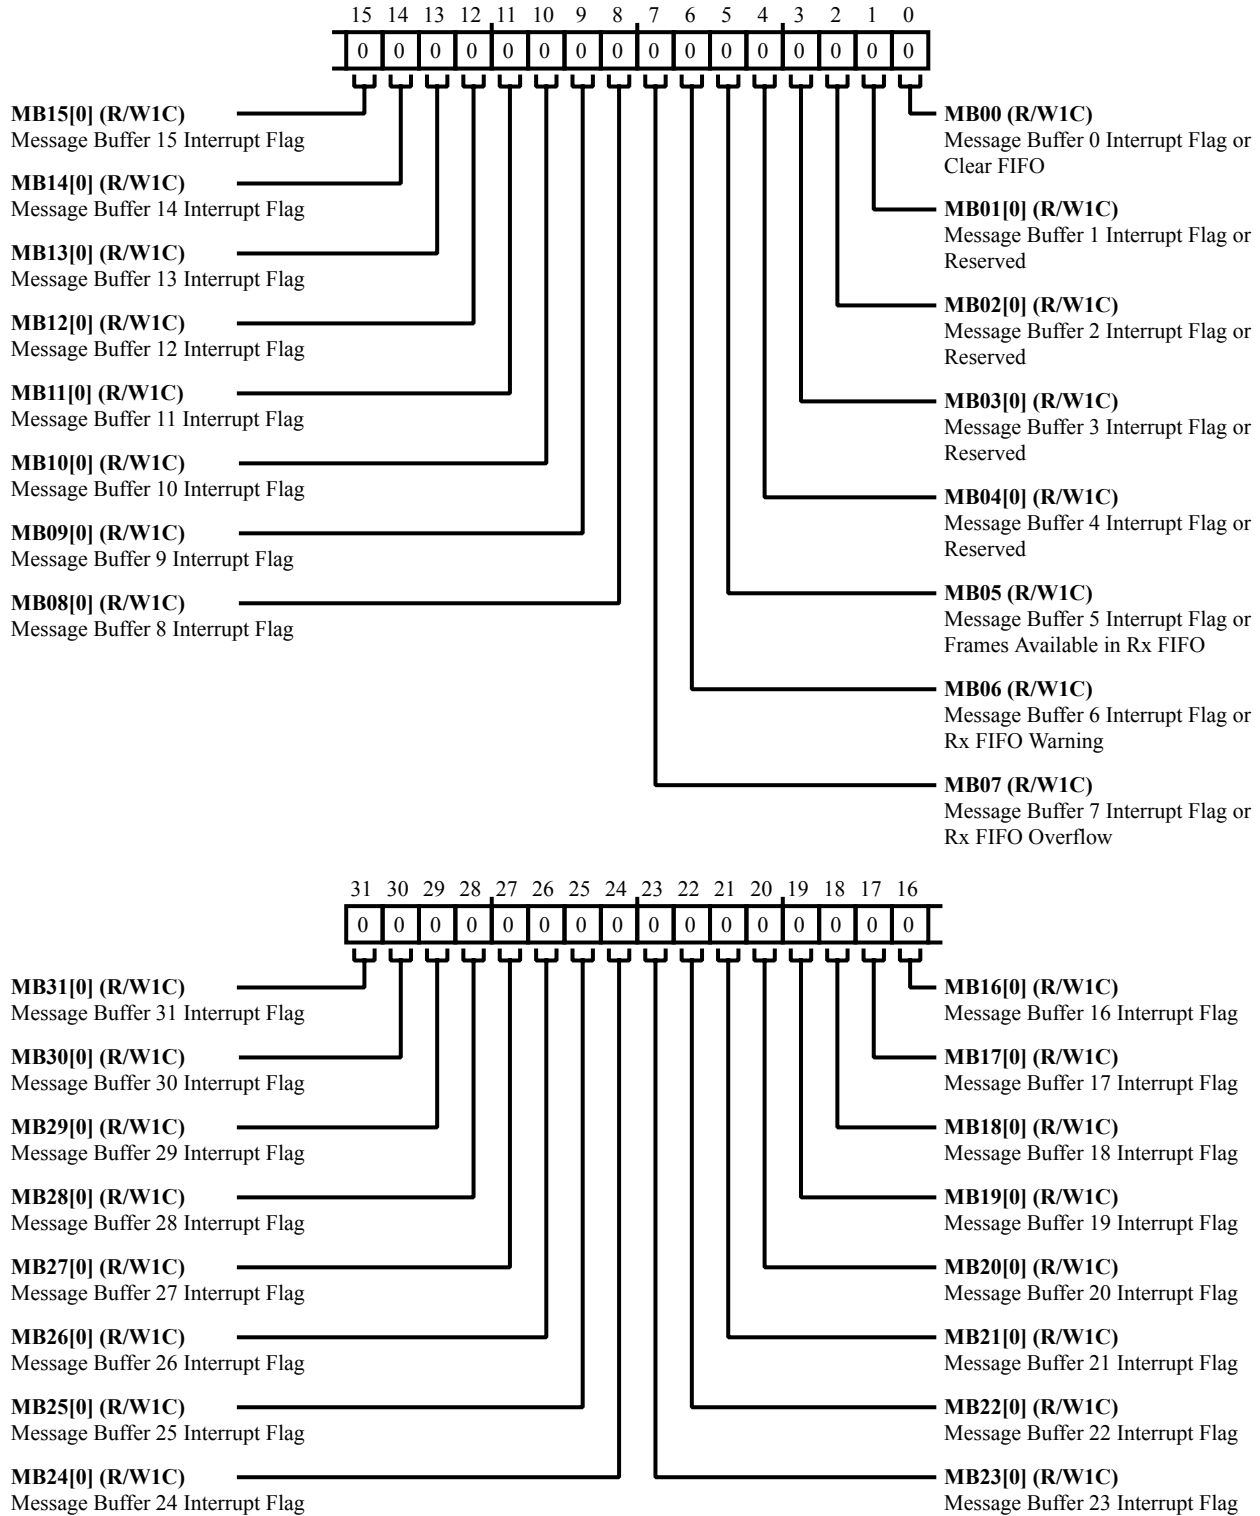 15 14 13 12 11 10 9 8 7 6 5 4 3 2 1 0
0 0 0 0 0 0 0 0 0 0 0 0 0 0 0 0
MB15[0] (R/W1C)
Message Buffer 15 Interrupt Flag
MB14[0] (R/W1C)
Message Buffer 14 Interrupt Flag
MB13[0] (R/W1C)
Message Buffer 13 Interrupt Flag
MB12[0] (R/W1C)
Message Buffer 12 Interrupt Flag
MB11[0] (R/W1C)
Message Buffer 11 Interrupt Flag
MB10[0] (R/W1C)
Message Buffer 10 Interrupt Flag
MB09[0] (R/W1C)
Message Buffer 9 Interrupt Flag
MB08[0] (R/W1C)
Message Buffer 8 Interrupt Flag
MB00 (R/W1C)
Message Buffer 0 Interrupt Flag or
Clear FIFO
MB01[0] (R/W1C)
Message Buffer 1 Interrupt Flag or
Reserved
MB02[0] (R/W1C)
Message Buffer 2 Interrupt Flag or
Reserved
MB03[0] (R/W1C)
Message Buffer 3 Interrupt Flag or
Reserved
MB04[0] (R/W1C)
Message Buffer 4 Interrupt Flag or
Reserved
MB05 (R/W1C)
Message Buffer 5 Interrupt Flag or
Frames Available in Rx FIFO
MB06 (R/W1C)
Message Buffer 6 Interrupt Flag or
Rx FIFO Warning
MB07 (R/W1C)
Message Buffer 7 Interrupt Flag or
Rx FIFO Overflow
31 30 29 28 27 26 25 24 23 22 21 20 19 18 17 16
0 0 0 0 0 0 0 0 0 0 0 0 0 0 0 0
MB31[0] (R/W1C)
Message Buffer 31 Interrupt Flag
MB30[0] (R/W1C)
Message Buffer 30 Interrupt Flag
MB29[0] (R/W1C)
Message Buffer 29 Interrupt Flag
MB28[0] (R/W1C)
Message Buffer 28 Interrupt Flag
MB27[0] (R/W1C)
Message Buffer 27 Interrupt Flag
MB26[0] (R/W1C)
Message Buffer 26 Interrupt Flag
MB25[0] (R/W1C)
Message Buffer 25 Interrupt Flag
MB24[0] (R/W1C)
Message Buffer 24 Interrupt Flag
MB16[0] (R/W1C)
Message Buffer 16 Interrupt Flag
MB17[0] (R/W1C)
Message Buffer 17 Interrupt Flag
MB18[0] (R/W1C)
Message Buffer 18 Interrupt Flag
MB19[0] (R/W1C)
Message Buffer 19 Interrupt Flag
MB20[0] (R/W1C)
Message Buffer 20 Interrupt Flag
MB21[0] (R/W1C)
Message Buffer 21 Interrupt Flag
MB22[0] (R/W1C)
Message Buffer 22 Interrupt Flag
MB23[0] (R/W1C)
Message Buffer 23 Interrupt Flag